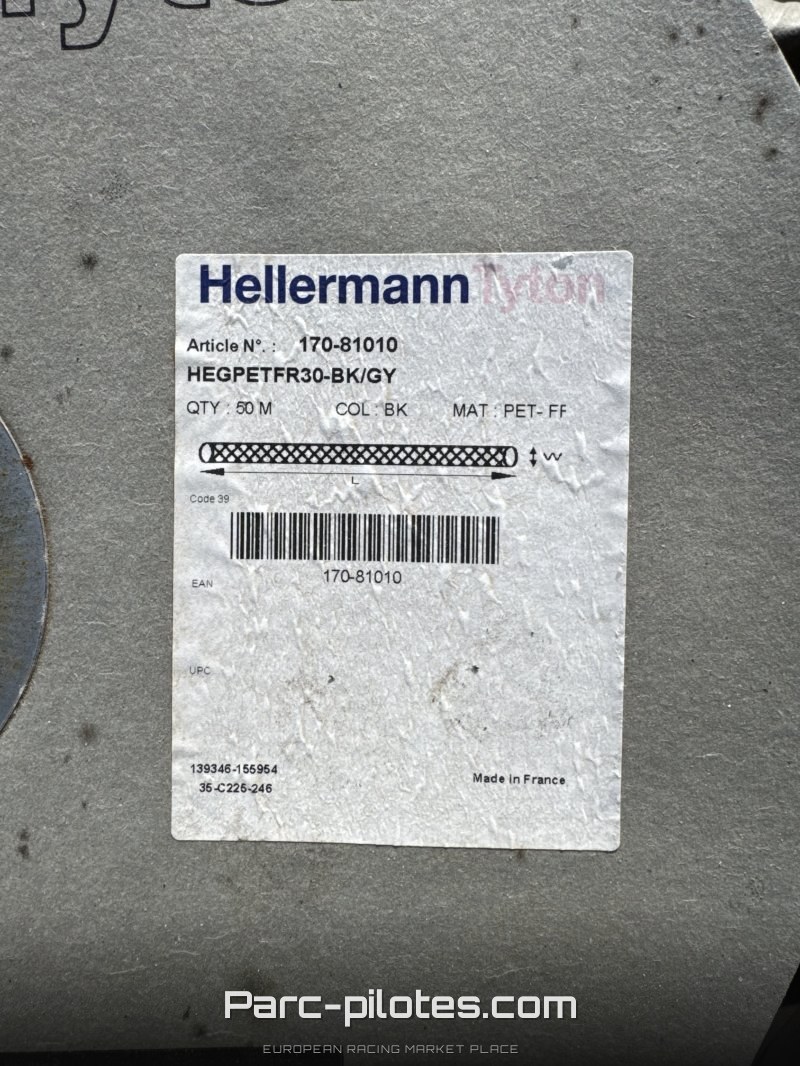 HellermannTyton
Article N°. : 170-81010
HEGPETFR30-BK/GY
QTY : 50 M COL : BK MAT : PET- FF
L W
Code 39
170-81010
EAN
UPC
139346-155954
35-C225-246
Made in France
Parc-pilotes.com
EUROPEAN RACING MARKET PLACE